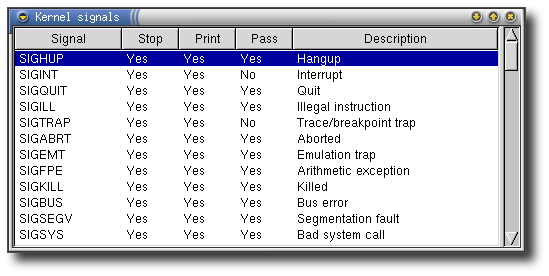 Kernel signals
Signal Stop Print Pass Description
SIGHUP Yes Yes Yes Hangup
SIGINT Yes Yes No Interrupt
SIGQUIT Yes Yes Yes Quit
SIGILL Yes Yes Yes Illegal instruction
SIGTRAP Yes Yes No Trace/breakpoint trap
SIGABRT Yes Yes Yes Aborted
SIGEMT Yes Yes Yes Emulation trap
SIGFPE Yes Yes Yes Arithmetic exception
SIGKILL Yes Yes Yes Killed
SIGBUS Yes Yes Yes Bus error
SIGSEGV Yes Yes Yes Segmentation fault
SIGSYS Yes Yes Yes Bad system call